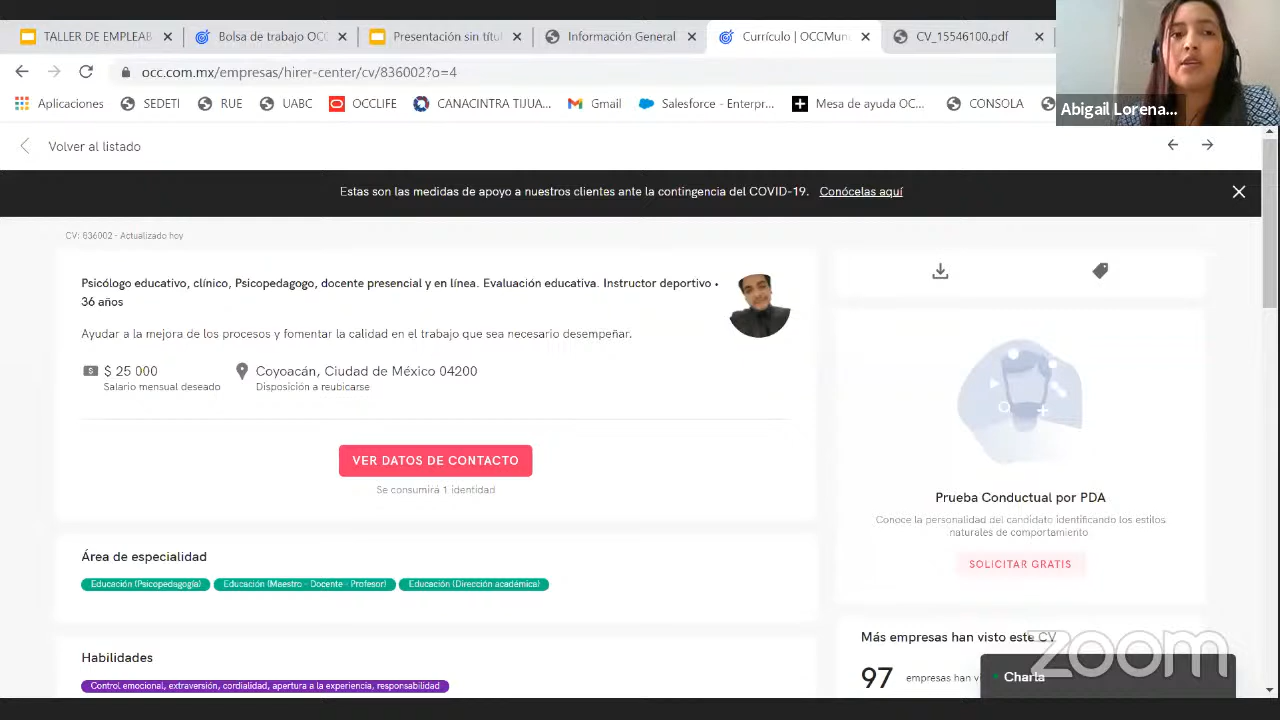 TALLER DE EMPLEAB
Bolsa de trabajo OCC
Presentación sin títul
Información General
Currículo | OCCMun
CV_15546100.pdf
occ.com.mx/empresas/hirer-center/cv/836002?o=4
Aplicaciones
SEDETI
RUE
UABC
OCCLIFE
CANACINTRA TIJUA...
Gmail
Salesforce - Enterpr...
Mesa de ayuda OC...
CONSOLA
Abigail Lorena...
Volver al listado
Estas son las medidas de apoyo a nuestros clientes ante la contingencia del COVID-19. Conócelas aquí
CV: 836002 - Actualizado hoy
Psicólogo educativo, clínico, Psicopedagogo, docente presencial y en línea. Evaluación educativa. Instructor deportivo •
36 años
Ayudar a la mejora de los procesos y fomentar la calidad en el trabajo que sea necesario desempeñar.
$ 25 000
Salario mensual deseado
Coyoacán, Ciudad de México 04200
Disposición a reubicarse
VER DATOS DE CONTACTO
Se consumirá 1 identidad
Área de especialidad
Educación (Psicopedagogía)
Educación (Maestro - Docente - Profesor)
Educación (Dirección académica)
Habilidades
Control emocional, extraversión, cordialidad, apertura a la experiencia, responsabilidad
Prueba Conductual por PDA
Conoce la personalidad del candidato identificando los estilos
naturales de comportamiento
SOLICITAR GRATIS
Más empresas han visto este CV
97 empresas han v
zoom
Charla